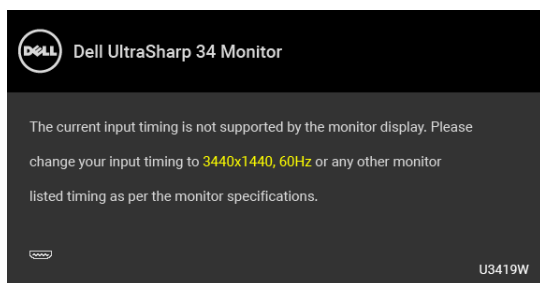 DELL
Dell UltraSharp 34 Monitor
The current input timing is not supported by the monitor display. Please
change your input timing to 3440x1440, 60Hz or any other monitor
listed timing as per the monitor specifications.
U3419W